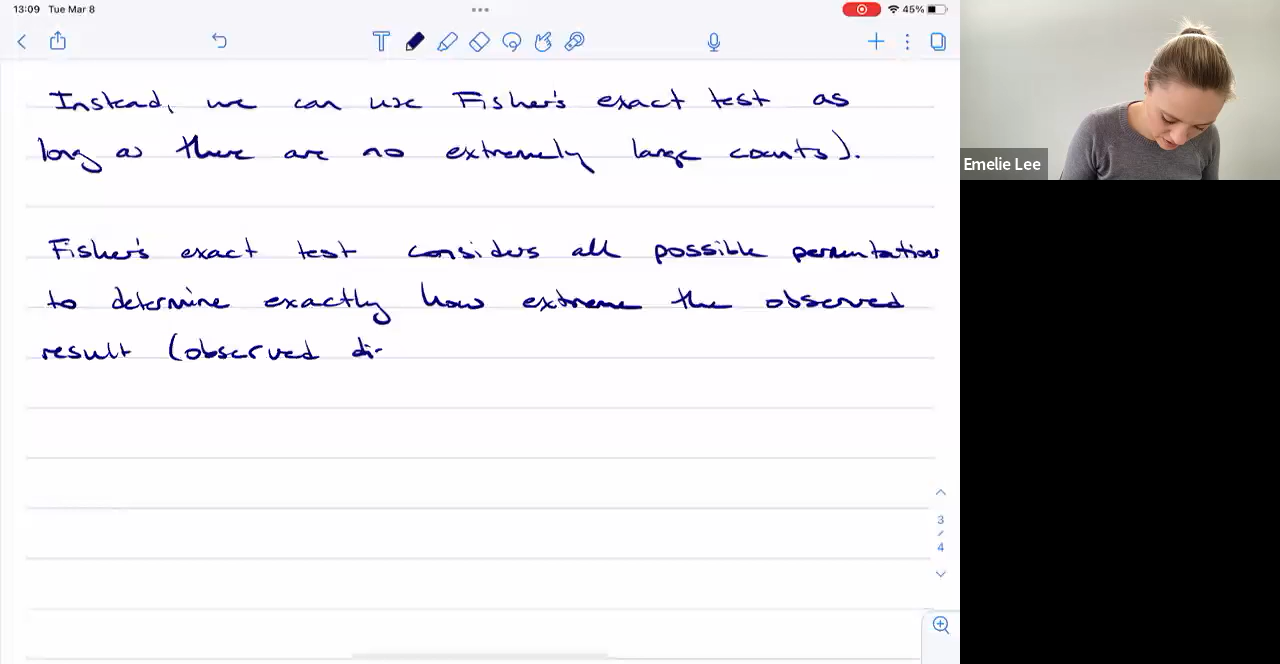 13:09 Tue Mar 8
45%
Instead, we can use Fisher's exact test as
long as there are no extremely large counts).
Fisher's exact test considers all possible permutations
to determine exactly how extreme the observed
result (observed di
3
/
4
Emelie Lee